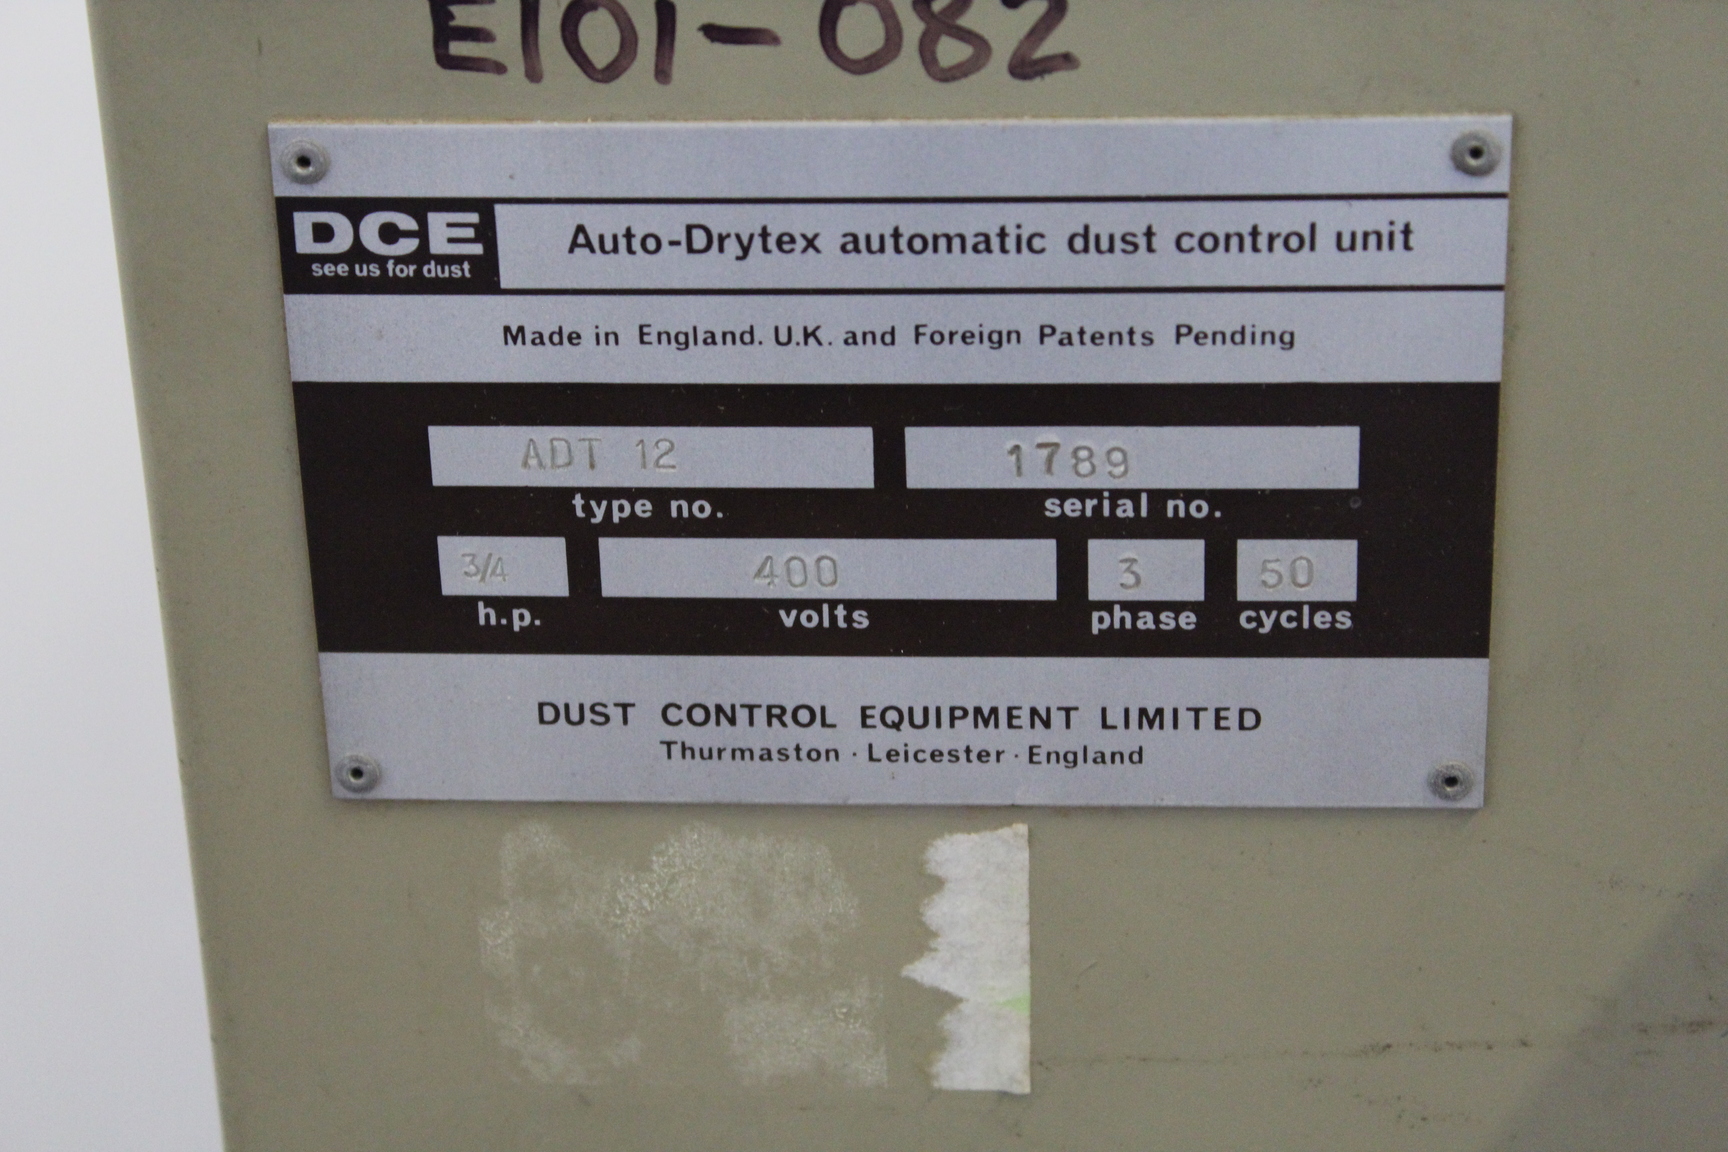 E101-082
DCE
see us for dust
Auto-Drytex automatic dust control unit
Made in England. U.K. and Foreign Patents Pending
ADT 12
1789
type no.
serial no.
3/4
400
3
50
h.p.
volts
phase
cycles
DUST CONTROL EQUIPMENT LIMITED
Thurmaston · Leicester · England